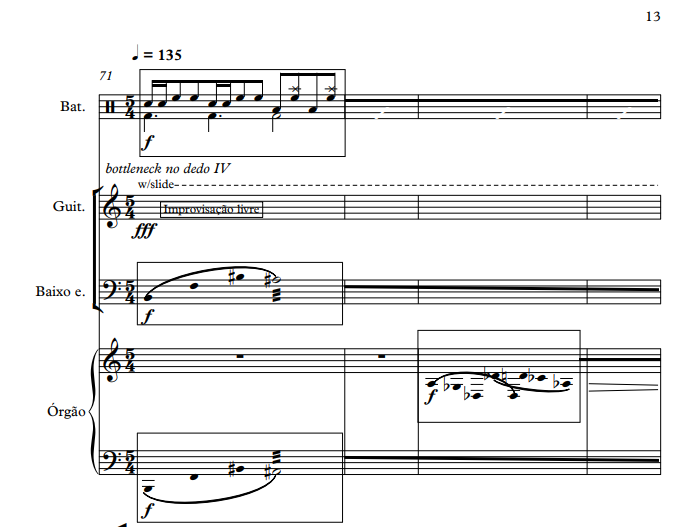 13
♩ = 135
71
Bat.
f
bottleneck no dedo IV
w/slide
Guit.
Improvisação livre
fff
Baixo e.
f
Órgão
f
f